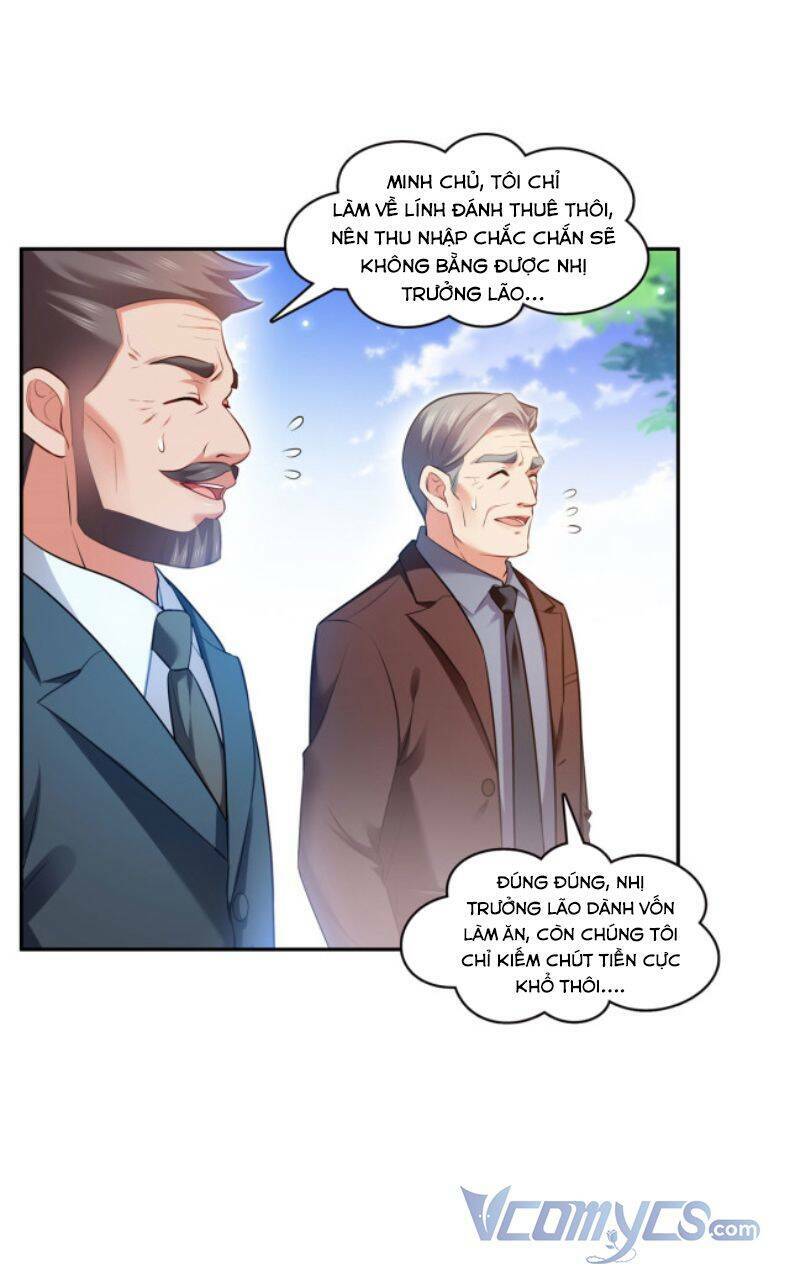 MINH CHỦ, TÔI CHỈ
LÀM VỀ LÍNH ĐÁNH THUÊ THÔI,
NÊN THU NHẬP CHẮC CHẮN SẼ
KHÔNG BẰNG ĐƯỢC NHỊ
TRƯỞNG LÃO...
ĐÚNG ĐÚNG, NHỊ
TRƯỞNG LÃO DÀNH VỐN
LÀM ĂN, CÒN CHÚNG TÔI
CHỈ KIẾM CHÚT TIỀN CỰC
KHỔ THÔI....
VCOMYCS.com